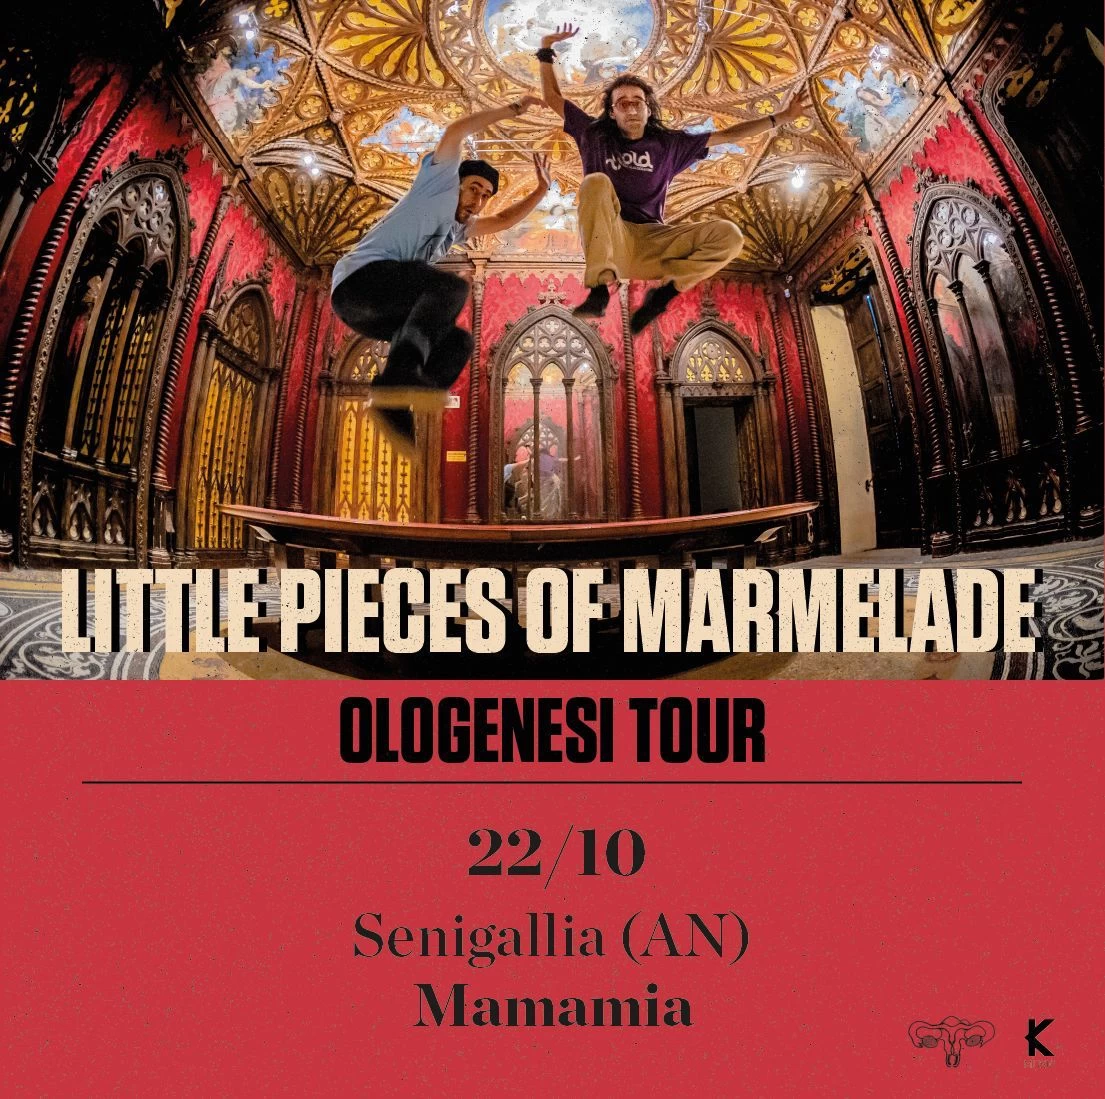 LITTLE PIECES OF MARMELADE
OLOGENESI TOUR
22/10
Senigallia (AN)
Mamamia
K